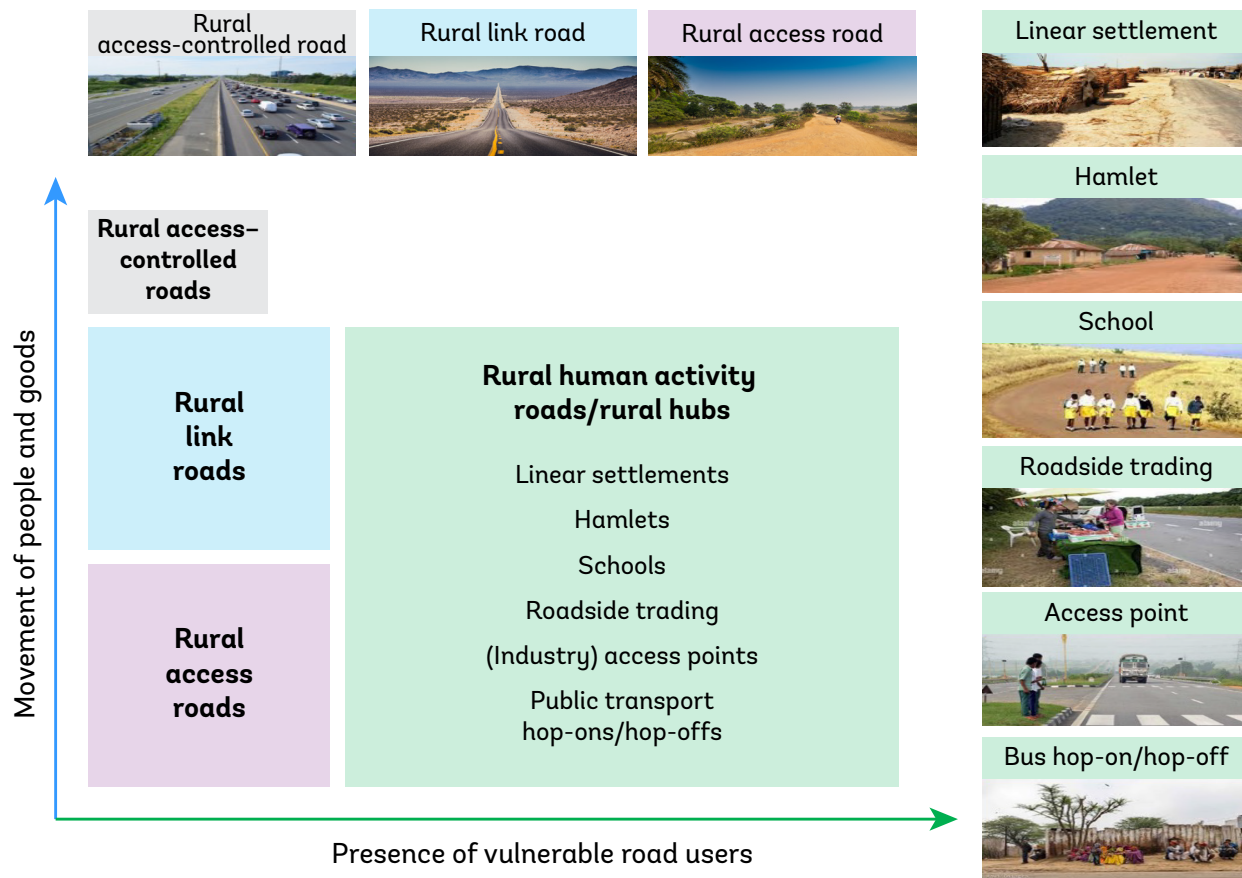 Rural
access-controlled road
Rural link road
Rural access road
Linear settlement
Hamlet
School
Roadside trading
Access point
Bus hop-on/hop-off
Movement of people and goods
Rural access–
controlled
roads
Rural
link
roads
Rural
access
roads
Rural human activity
roads/rural hubs
Linear settlements
Hamlets
Schools
Roadside trading
(Industry) access points
Public transport
hop-ons/hop-offs
Presence of vulnerable road users